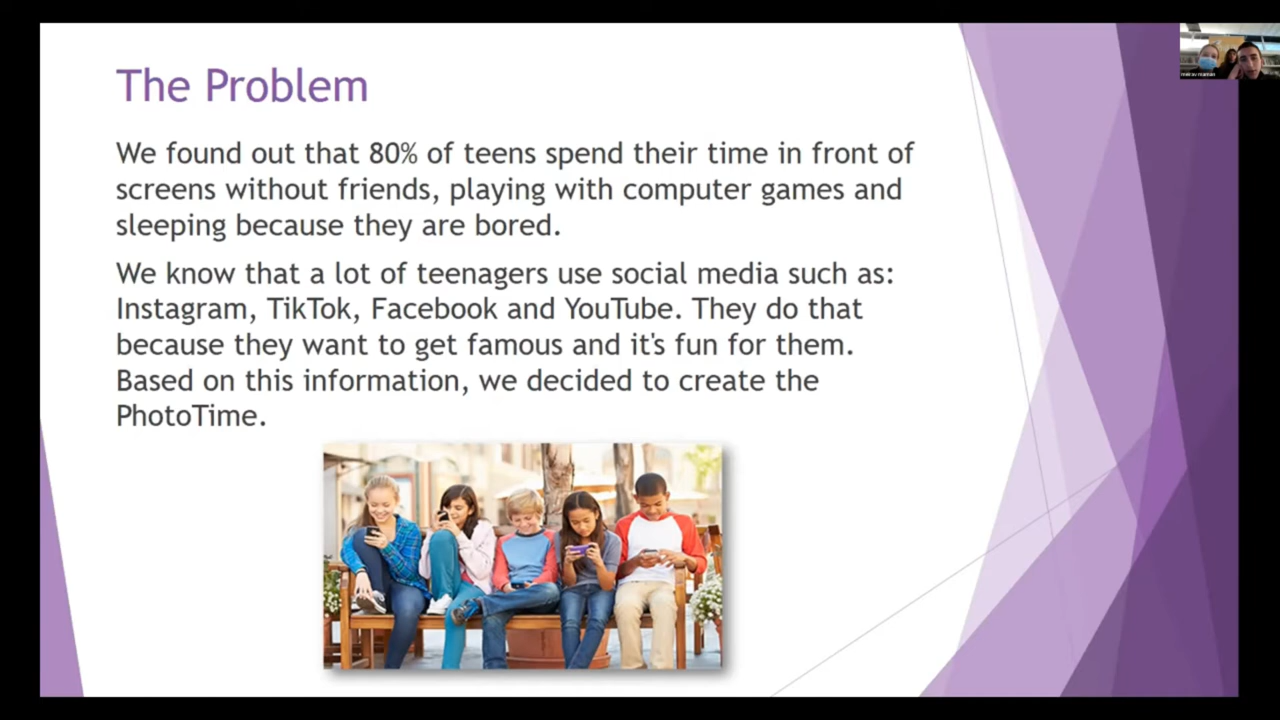 The Problem
We found out that 80% of teens spend their time in front of
screens without friends, playing with computer games and
sleeping because they are bored.
We know that a lot of teenagers use social media such as:
Instagram, TikTok, Facebook and YouTube. They do that
because they want to get famous and it's fun for them.
Based on this information, we decided to create the
PhotoTime.